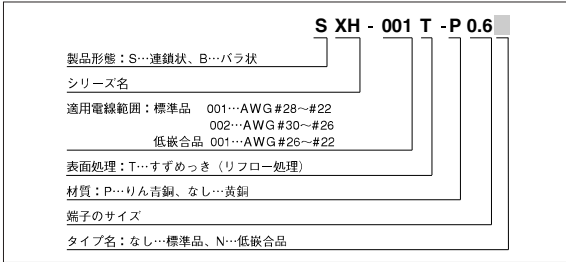 S XH - 001 T - P 0.6
製品形態：S…連鎖状、B…バラ状
シリーズ名
適用電線範囲：標準品 001…AWG#28～#22
002…AWG#30～#26
低嵌合品 001…AWG#26～#22
表面処理：T…すずめっき（リフロー処理）
材質：P…りん青銅、なし…黄銅
端子のサイズ
タイプ名：なし…標準品、N…低嵌合品